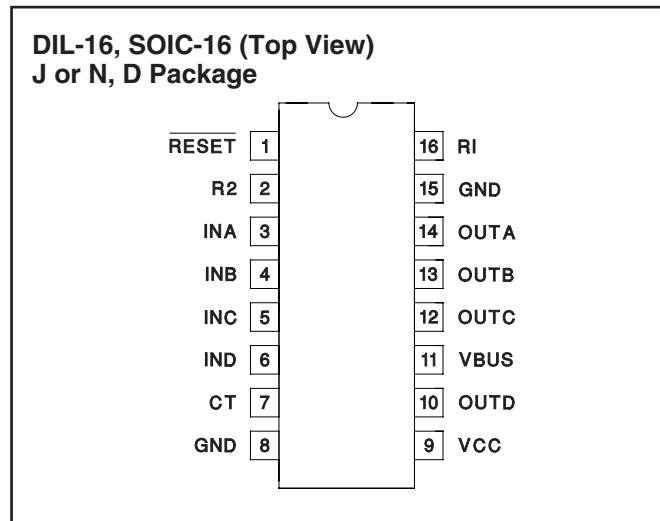 DIL-16, SOIC-16 (Top View)
J or N, D Package
RESET 1
R2 2
INA 3
INB 4
INC 5
IND 6
CT 7
GND 8
16 RI
15 GND
14 OUTA
13 OUTB
12 OUTC
11 VBUS
10 OUTD
9 VCC